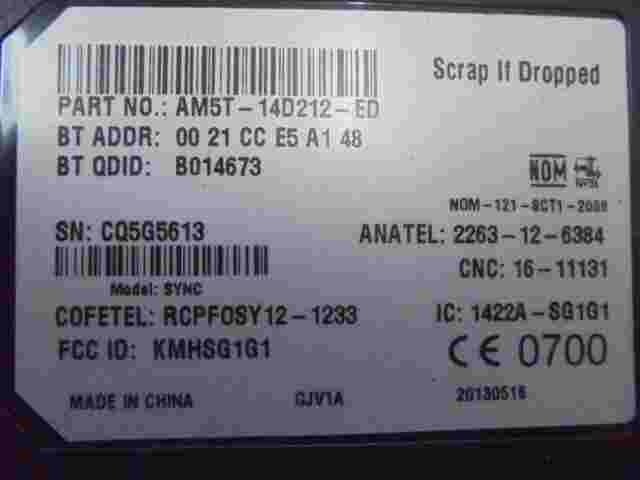 Scrap If Dropped
PART NO.: AM5T-14D212-ED
BT ADDR: 00 21 CC E5 A1 48
BT QDID: B014673
NOM
NOM-121-SCT1-2009
SN: CQ5G5613
ANATEL: 2263-12-6384
CNC: 16-11131
Model: SYNC
COFETEL: RCPFOSY12-1233
IC: 1422A-SG1G1
FCC ID: KMHSG1G1
CE 0700
MADE IN CHINA
GJV1A
20130516